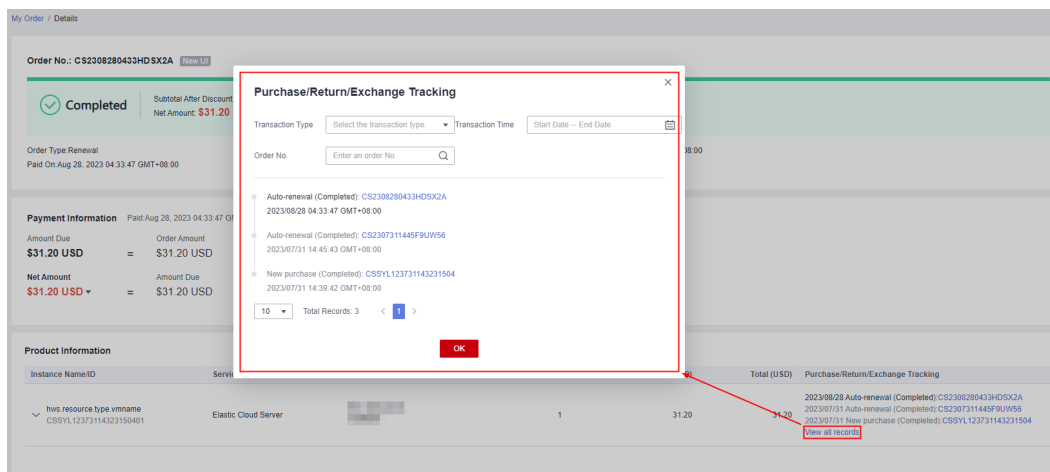 My Order / Details
Order No.: CS2308280433HDSX2A New UI
Completed
Subtotal After Discount
Net Amount: $31.20
Order Type:Renewal
Paid On:Aug 28, 2023 04:33:47 GMT+08:00
08:00
Payment Information Paid:Aug 28, 2023 04:33:47
Amount Due Order Amount
$31.20 USD = $31.20 USD
Net Amount Amount Due
$31.20 USD = $31.20 USD
Purchase/Return/Exchange Tracking
Transaction Type Select the transaction type. Transaction Time Start Date – End Date
Order No. Enter an order No.
Auto-renewal (Completed): CS2308280433HDSX2A
2023/08/28 04:33:47 GMT+08:00
Auto-renewal (Completed): CS2307311445F9UW56
2023/07/31 14:45:43 GMT+08:00
New purchase (Completed): CSSYL123731143231504
2023/07/31 14:39:42 GMT+08:00
10 Total Records: 3 < 1 >
OK
Product Information
Instance Name/ID Total (USD) Purchase/Return/Exchange Tracking
hws.resource.type.vmname
CSSYL12373114323150401
Elastic Cloud Server 1 31.20 31.20
2023/08/28 Auto-renewal (Completed):CS2308280433HDSX2A
2023/07/31 Auto-renewal (Completed):CS2307311445F9UW56
2023/07/31 New purchase (Completed):CSSYL123731143231504
View all records